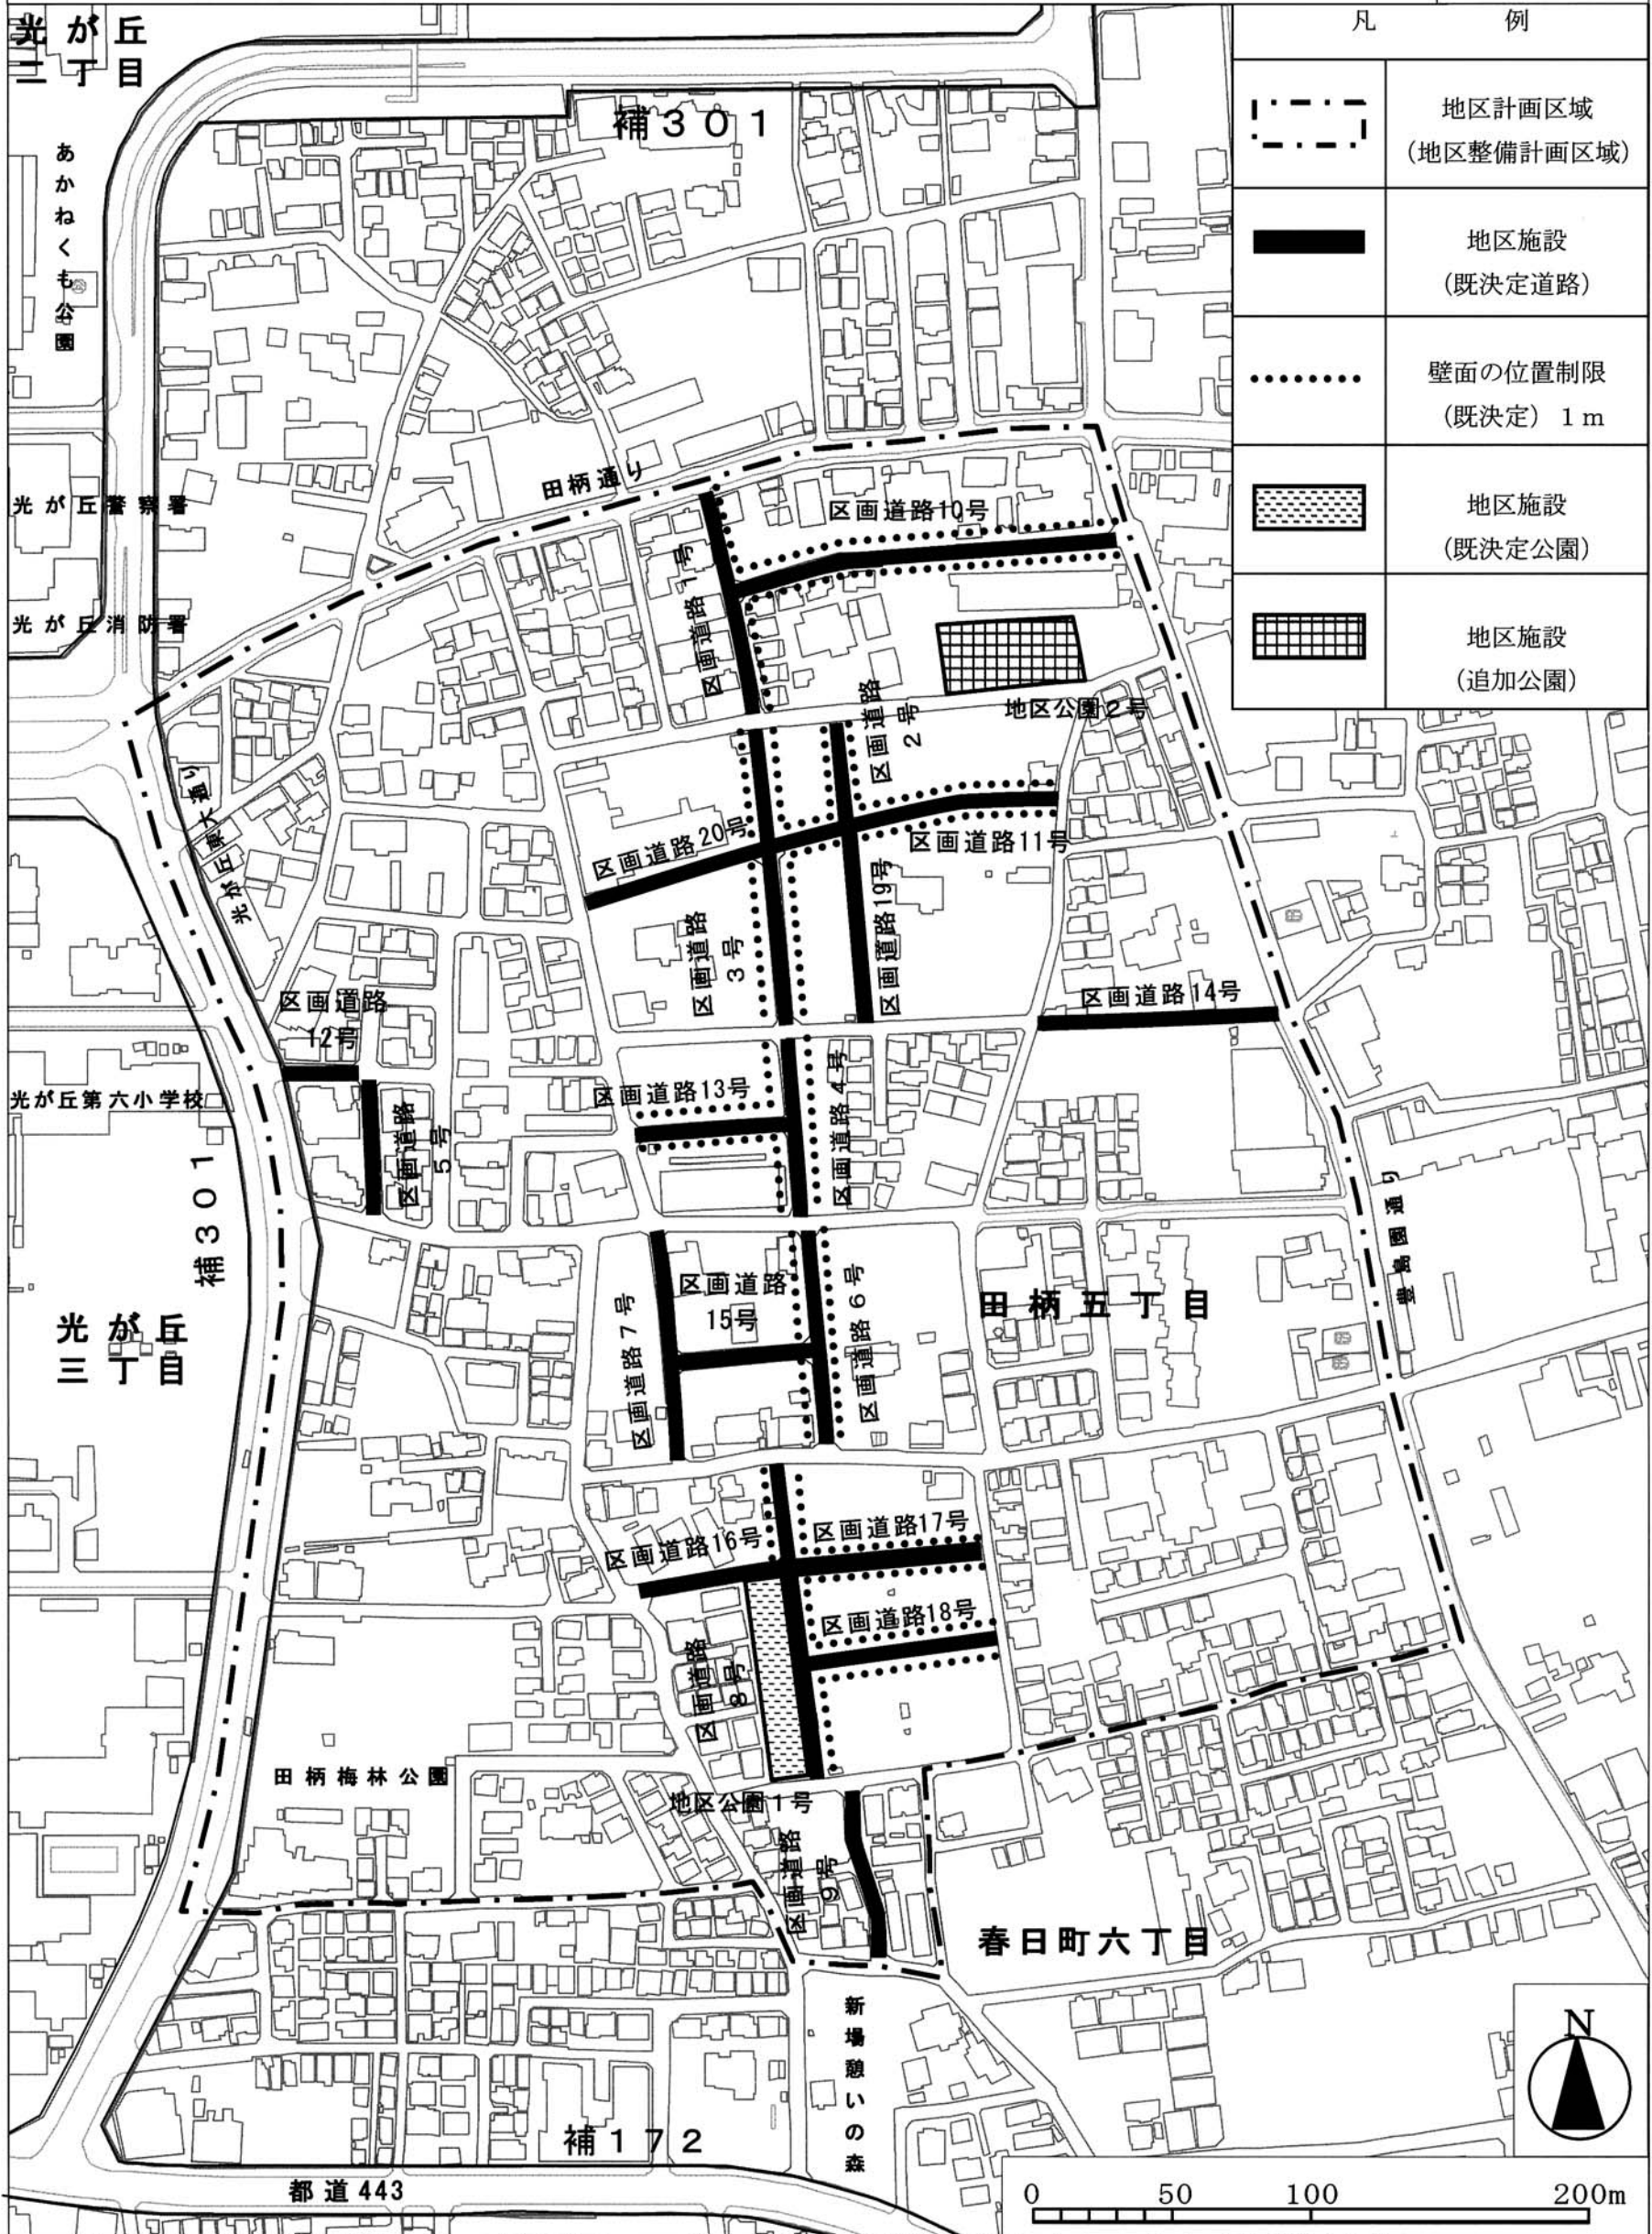 光が丘
二丁目
補301
あかねくも公園
凡　例
地区計画区域
(地区整備計画区域)
地区施設
(既決定道路)
壁面の位置制限
(既決定) 1m
地区施設
(既決定公園)
地区施設
(追加公園)
田柄通り
光が丘警察署
光が丘消防署
区画道路10号
区画道路1号
区画道路
2号
地区公園2号
光が丘東大通り
区画道路20号
区画道路11号
区画道路
3号
区画道路19号
区画道路14号
区画道路
12号
区画道路
5号
区画道路13号
区画道路4号
光が丘第六小学校
補301
光が丘
三丁目
区画道路
15号
区画道路7号
区画道路6号
田柄五丁目
豊島園通り
区画道路16号
区画道路17号
区画道路18号
区画道路
8号
田柄梅林公園
地区公園1号
区画道路
9号
春日町六丁目
新場憩いの森
補172
都道443
N
0 50 100 200m